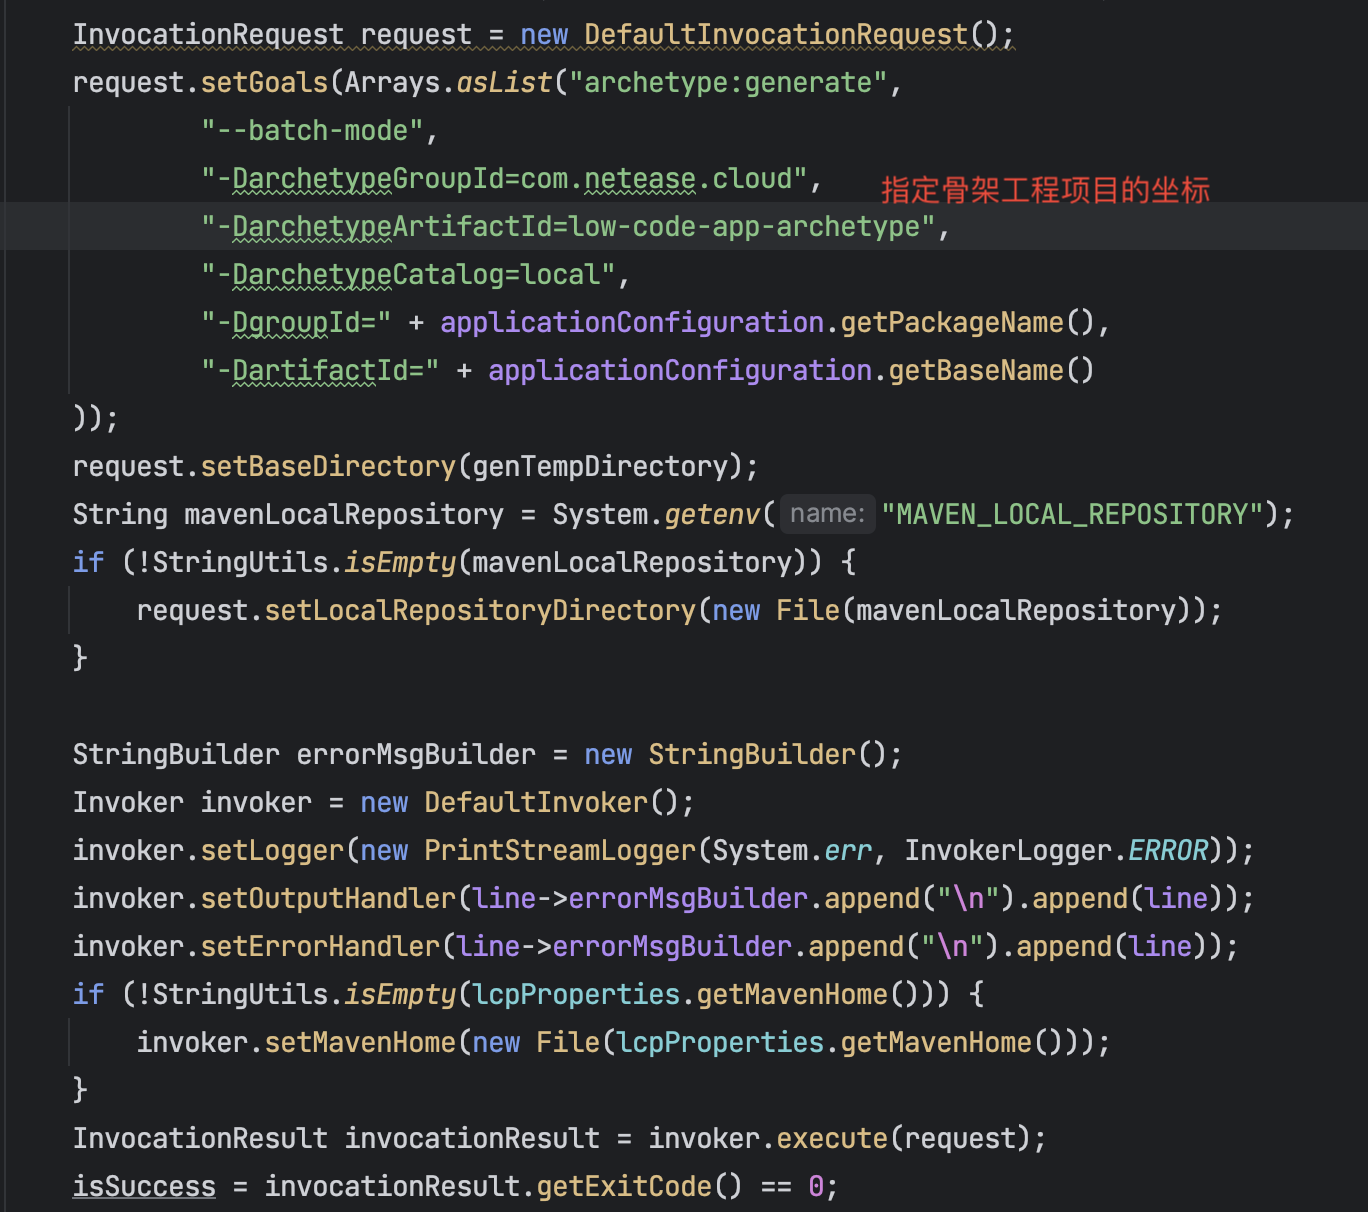 InvocationRequest request = new DefaultInvocationRequest();
request.setGoals(Arrays.asList("archetype:generate",
        "--batch-mode",
        "-DarchetypeGroupId=com.netease.cloud",
指定骨架工程项目的坐标
        "-DarchetypeArtifactId=low-code-app-archetype",
        "-DarchetypeCatalog=local",
        "-DgroupId=" + applicationConfiguration.getPackageName(),
        "-DartifactId=" + applicationConfiguration.getBaseName()
));
request.setBaseDirectory(genTempDirectory);
String mavenLocalRepository = System.getenv( name: "MAVEN_LOCAL_REPOSITORY");
if (!StringUtils.isEmpty(mavenLocalRepository)) {
    request.setLocalRepositoryDirectory(new File(mavenLocalRepository));
}
StringBuilder errorMsgBuilder = new StringBuilder();
Invoker invoker = new DefaultInvoker();
invoker.setLogger(new PrintStreamLogger(System.err, InvokerLogger.ERROR));
invoker.setOutputHandler(line->errorMsgBuilder.append("\n").append(line));
invoker.setErrorHandler(line->errorMsgBuilder.append("\n").append(line));
if (!StringUtils.isEmpty(lcpProperties.getMavenHome())) {
    invoker.setMavenHome(new File(lcpProperties.getMavenHome()));
}
InvocationResult invocationResult = invoker.execute(request);
isSuccess = invocationResult.getExitCode() == 0;